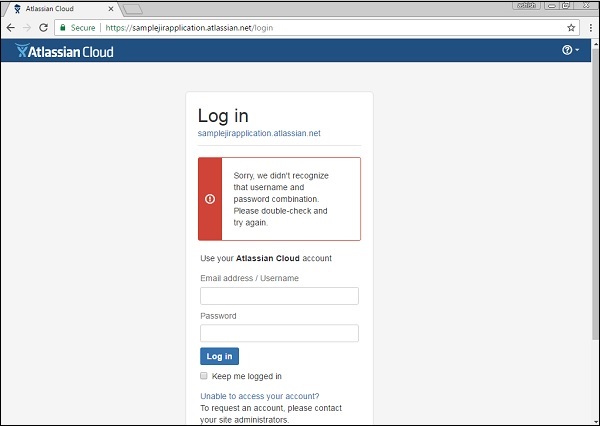 Atlassian Cloud
ashish
Secure https://samplejirapplication.atlassian.net/login
Atlassian Cloud
Log in
samplejirapplication.atlassian.net
Sorry, we didn't recognize
that username and
password combination.
Please double-check and
try again.
Use your Atlassian Cloud account
Email address / Username
Password
Log in
Keep me logged in
Unable to access your account?
To request an account, please contact
your site administrators.